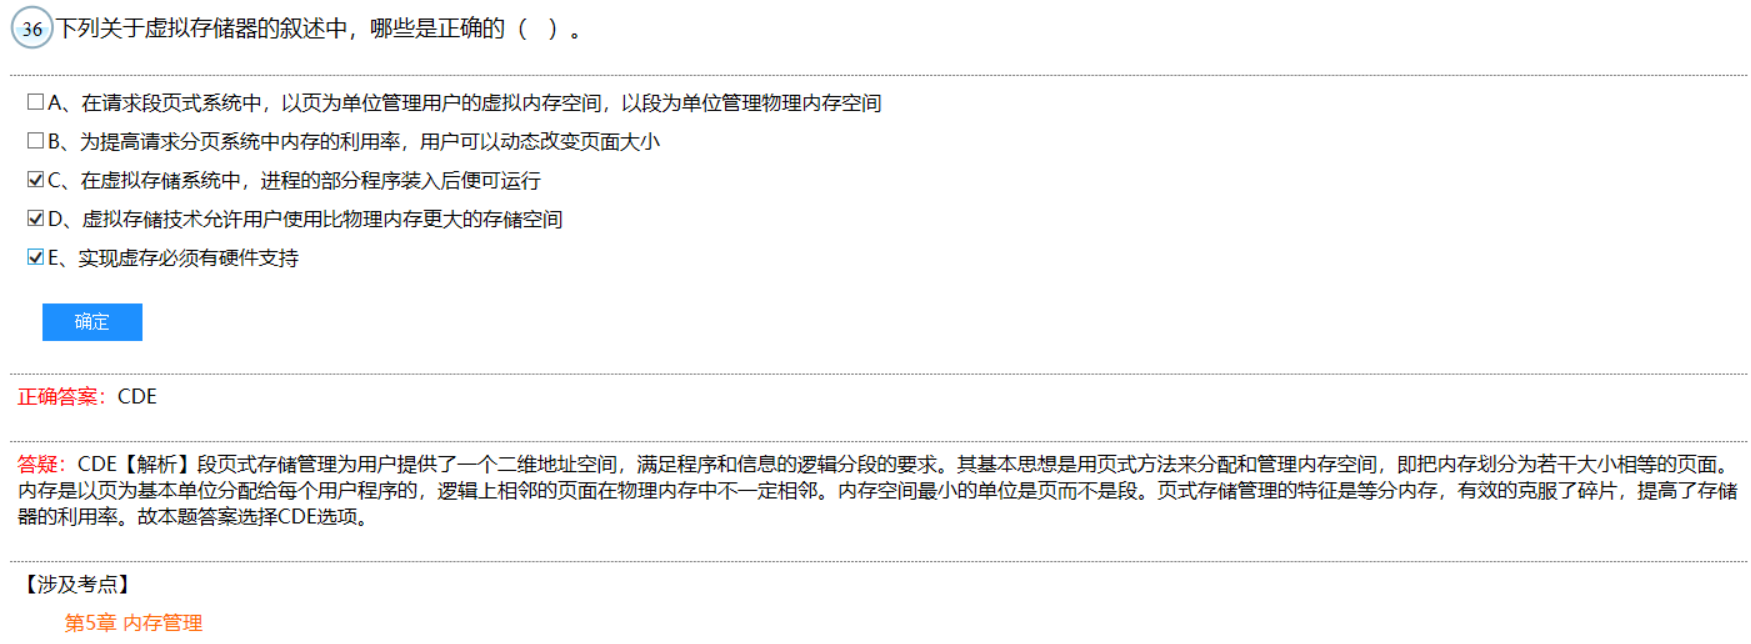 36 下列关于虚拟存储器的叙述中，哪些是正确的（　）。
A、在请求段页式系统中，以页为单位管理用户的虚拟内存空间，以段为单位管理物理内存空间
B、为提高请求分页系统中内存的利用率，用户可以动态改变页面大小
C、在虚拟存储系统中，进程的部分程序装入后便可运行
D、虚拟存储技术允许用户使用比物理内存更大的存储空间
E、实现虚存必须有硬件支持
确定
正确答案：CDE
答疑：CDE【解析】段页式存储管理为用户提供了一个二维地址空间，满足程序和信息的逻辑分段的要求。其基本思想是用页式方法来分配和管理内存空间，即把内存划分为若干大小相等的页面。
内存是以页为基本单位分配给每个用户程序的，逻辑上相邻的页面在物理内存中不一定相邻。内存空间最小的单位是页而不是段。页式存储管理的特征是等分内存，有效的克服了碎片，提高了存储
器的利用率。故本题答案选择CDE选项。
【涉及考点】
第5章 内存管理